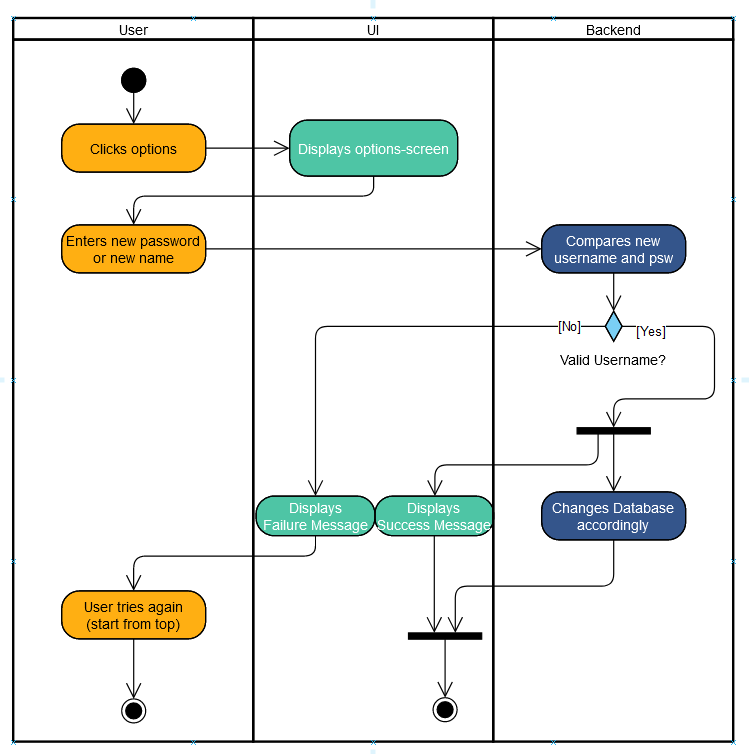 User
UI
Backend
Clicks options
Displays options-screen
Enters new password
or new name
Compares new
username and psw
[No]
[Yes]
Valid Username?
Displays
Failure Message
Displays
Success Message
Changes Database
accordingly
User tries again
(start from top)